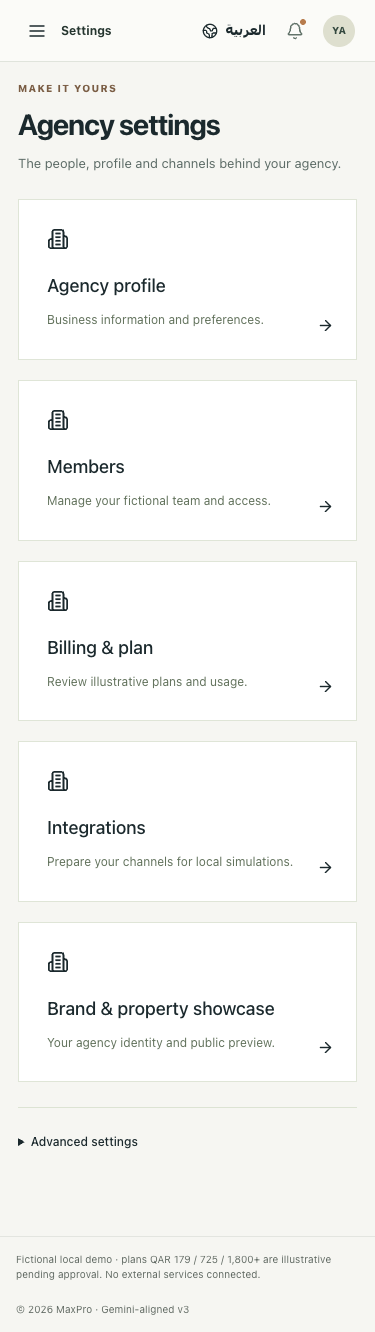 Settings
العربية
YA
MAKE IT YOURS
Agency settings
The people, profile and channels behind your agency.
Agency profile
Business information and preferences.
Members
Manage your fictional team and access.
Billing & plan
Review illustrative plans and usage.
Integrations
Prepare your channels for local simulations.
Brand & property showcase
Your agency identity and public preview.
Advanced settings
Fictional local demo · plans QAR 179 / 725 / 1,800+ are illustrative
pending approval. No external services connected.
© 2026 MaxPro · Gemini-aligned v3